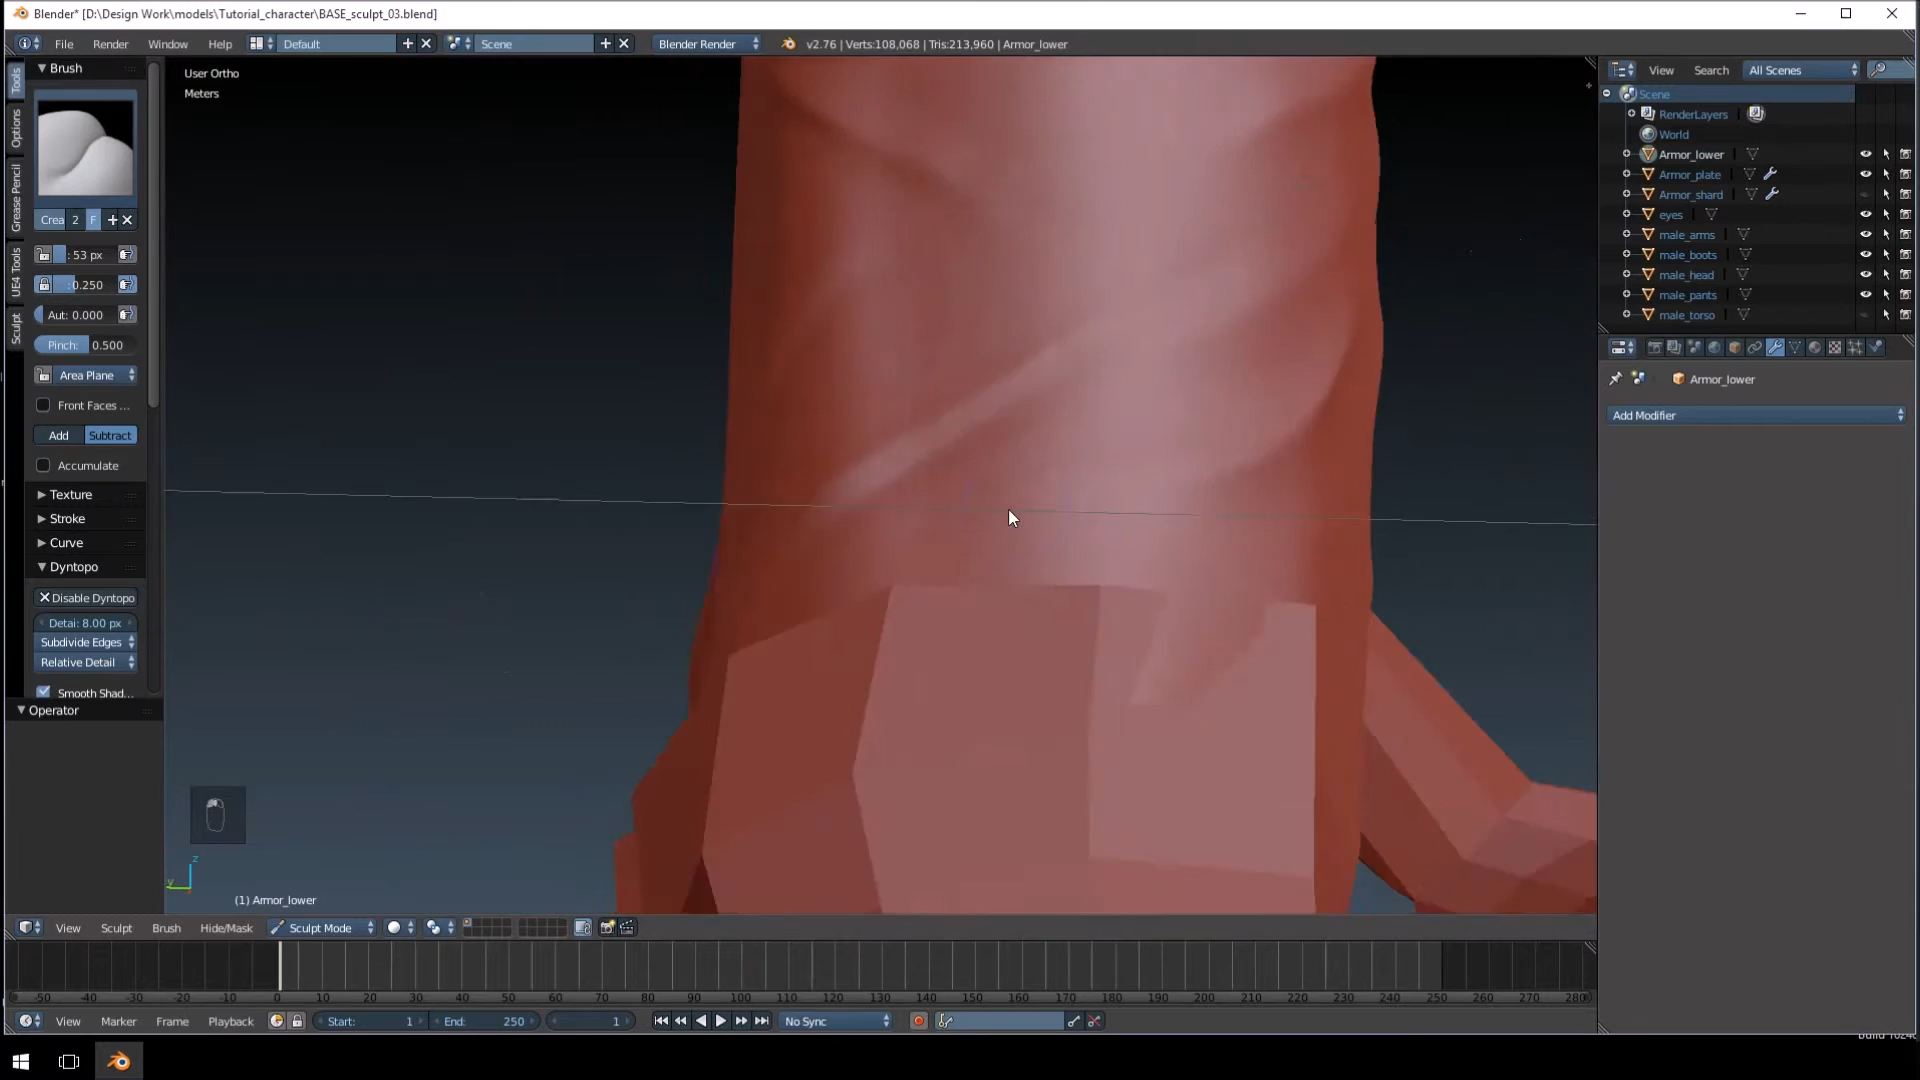 Blender* [D:\Design Work\models\Tutorial_character\BASE_sculpt_03.blend]
File Render Window Help Default Scene Blender Render v2.76 | Verts:108,068 | Tris:213,960 | Armor_lower
Brush
Tools
Options
Grease Pencil
UE4 Tools
Sculpt
Crea 2 F
: 53 px
:0.250
Aut: 0.000
Pinch: 0.500
Area Plane
Front Faces ...
Add Subtract
Accumulate
Texture
Stroke
Curve
Dyntopo
Disable Dyntopo
Detai: 8.00 px
Subdivide Edges
Relative Detail
Smooth Shad...
Operator
User Ortho
Meters
z
y
(1) Armor_lower
View Search All Scenes
Scene
RenderLayers
World
Armor_lower
Armor_plate
Armor_shard
eyes
male_arms
male_boots
male_head
male_pants
male_torso
Armor_lower
Add Modifier
View Sculpt Brush Hide/Mask Sculpt Mode
-50 -40 -30 -20 -10 0 10 20 30 40 50 60 70 80 90 100 110 120 130 140 150 160 170 180 190 200 210 220 230 240 250 260 270 280
View Marker Frame Playback Start: 1 End: 250 1 No Sync